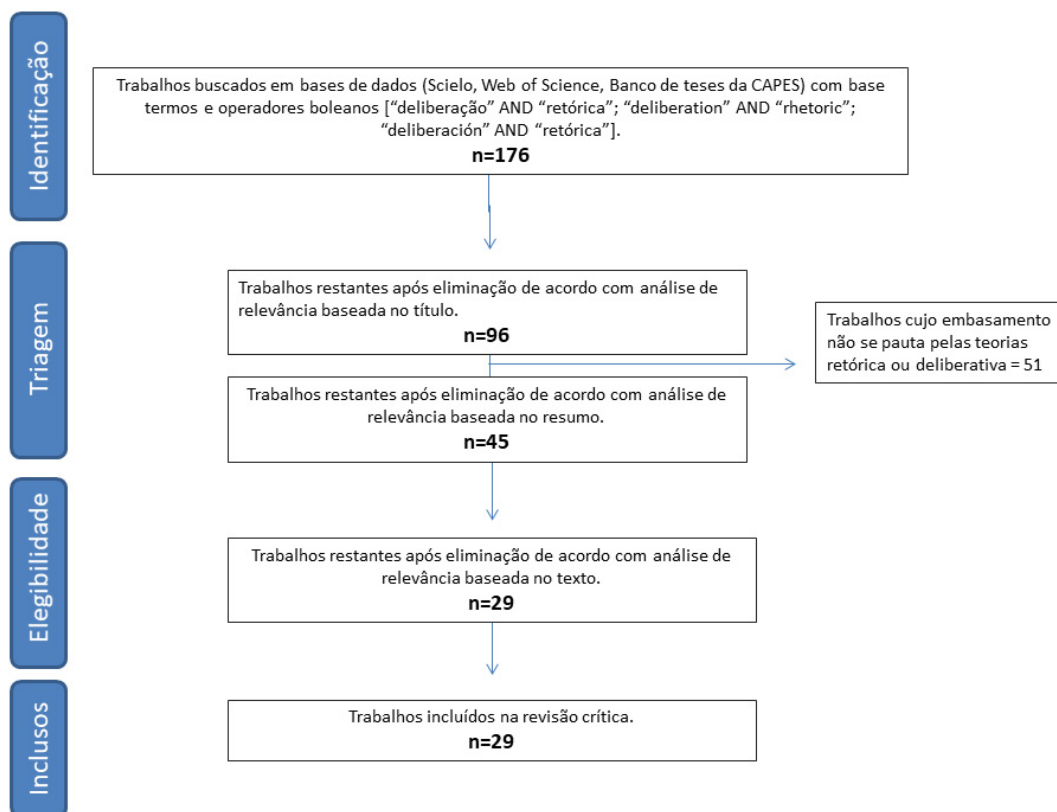 Identificação
Trabalhos buscados em bases de dados (Scielo, Web of Science, Banco de teses da CAPES) com base
termos e operadores boleanos [“deliberação” AND “retórica”; “deliberation” AND “rhetoric”;
“deliberación” AND “retórica”].
n=176
Triagem
Trabalhos restantes após eliminação de acordo com análise de
relevância baseada no título.
n=96
Trabalhos cujo embasamento
não se pauta pelas teorias
retórica ou deliberativa = 51
Trabalhos restantes após eliminação de acordo com análise de
relevância baseada no resumo.
n=45
Elegibilidade
Trabalhos restantes após eliminação de acordo com análise de
relevância baseada no texto.
n=29
Inclusos
Trabalhos incluídos na revisão crítica.
n=29